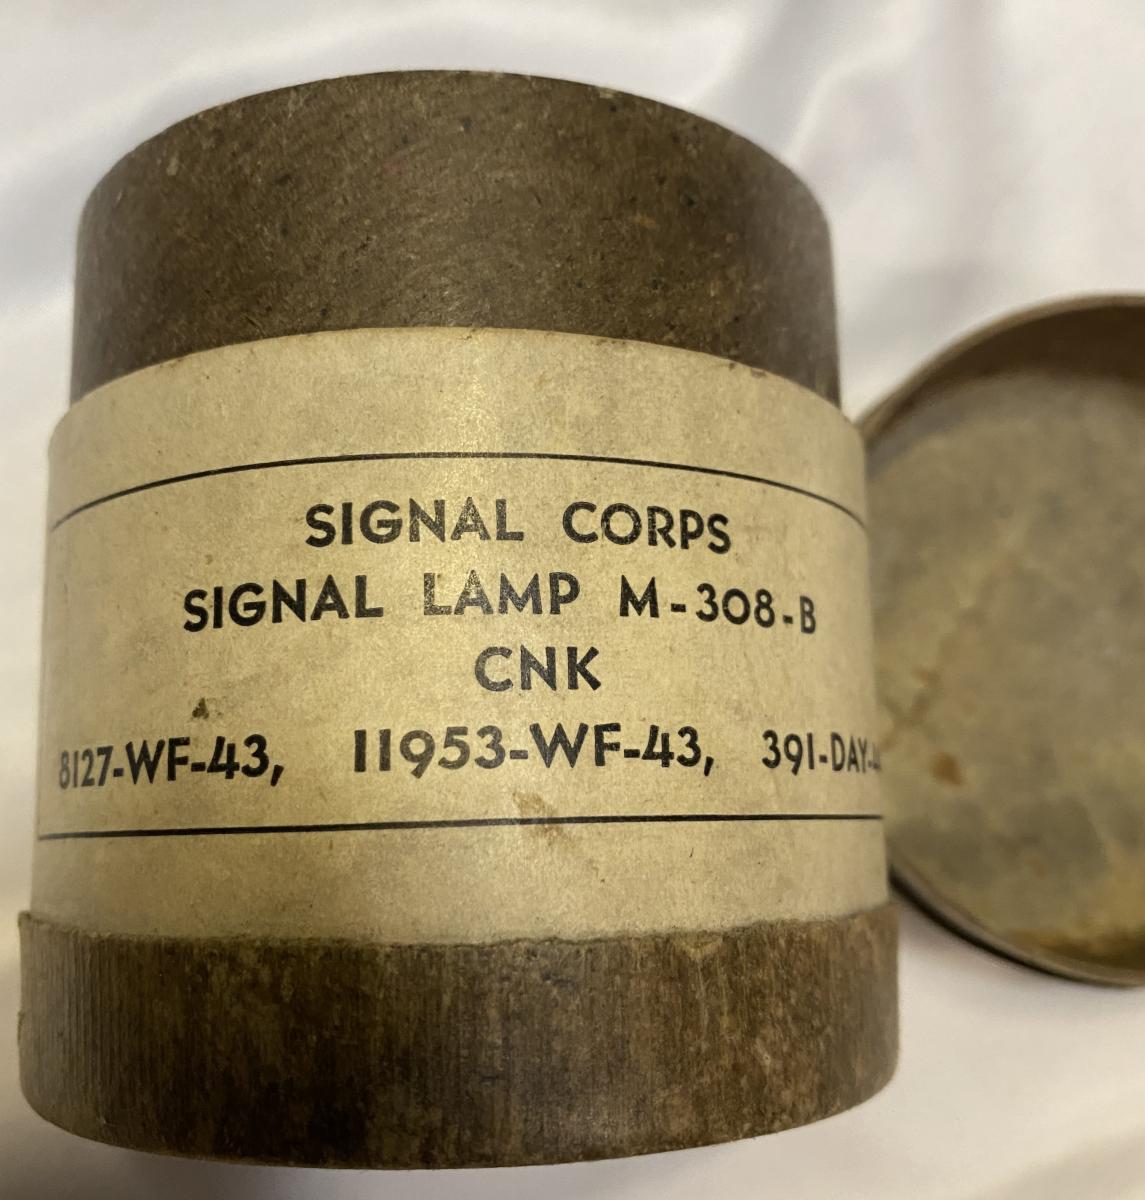 SIGNAL CORPS
SIGNAL LAMP M-308-B
CNK
8127-WF-43, 11953-WF-43, 391-DAY-